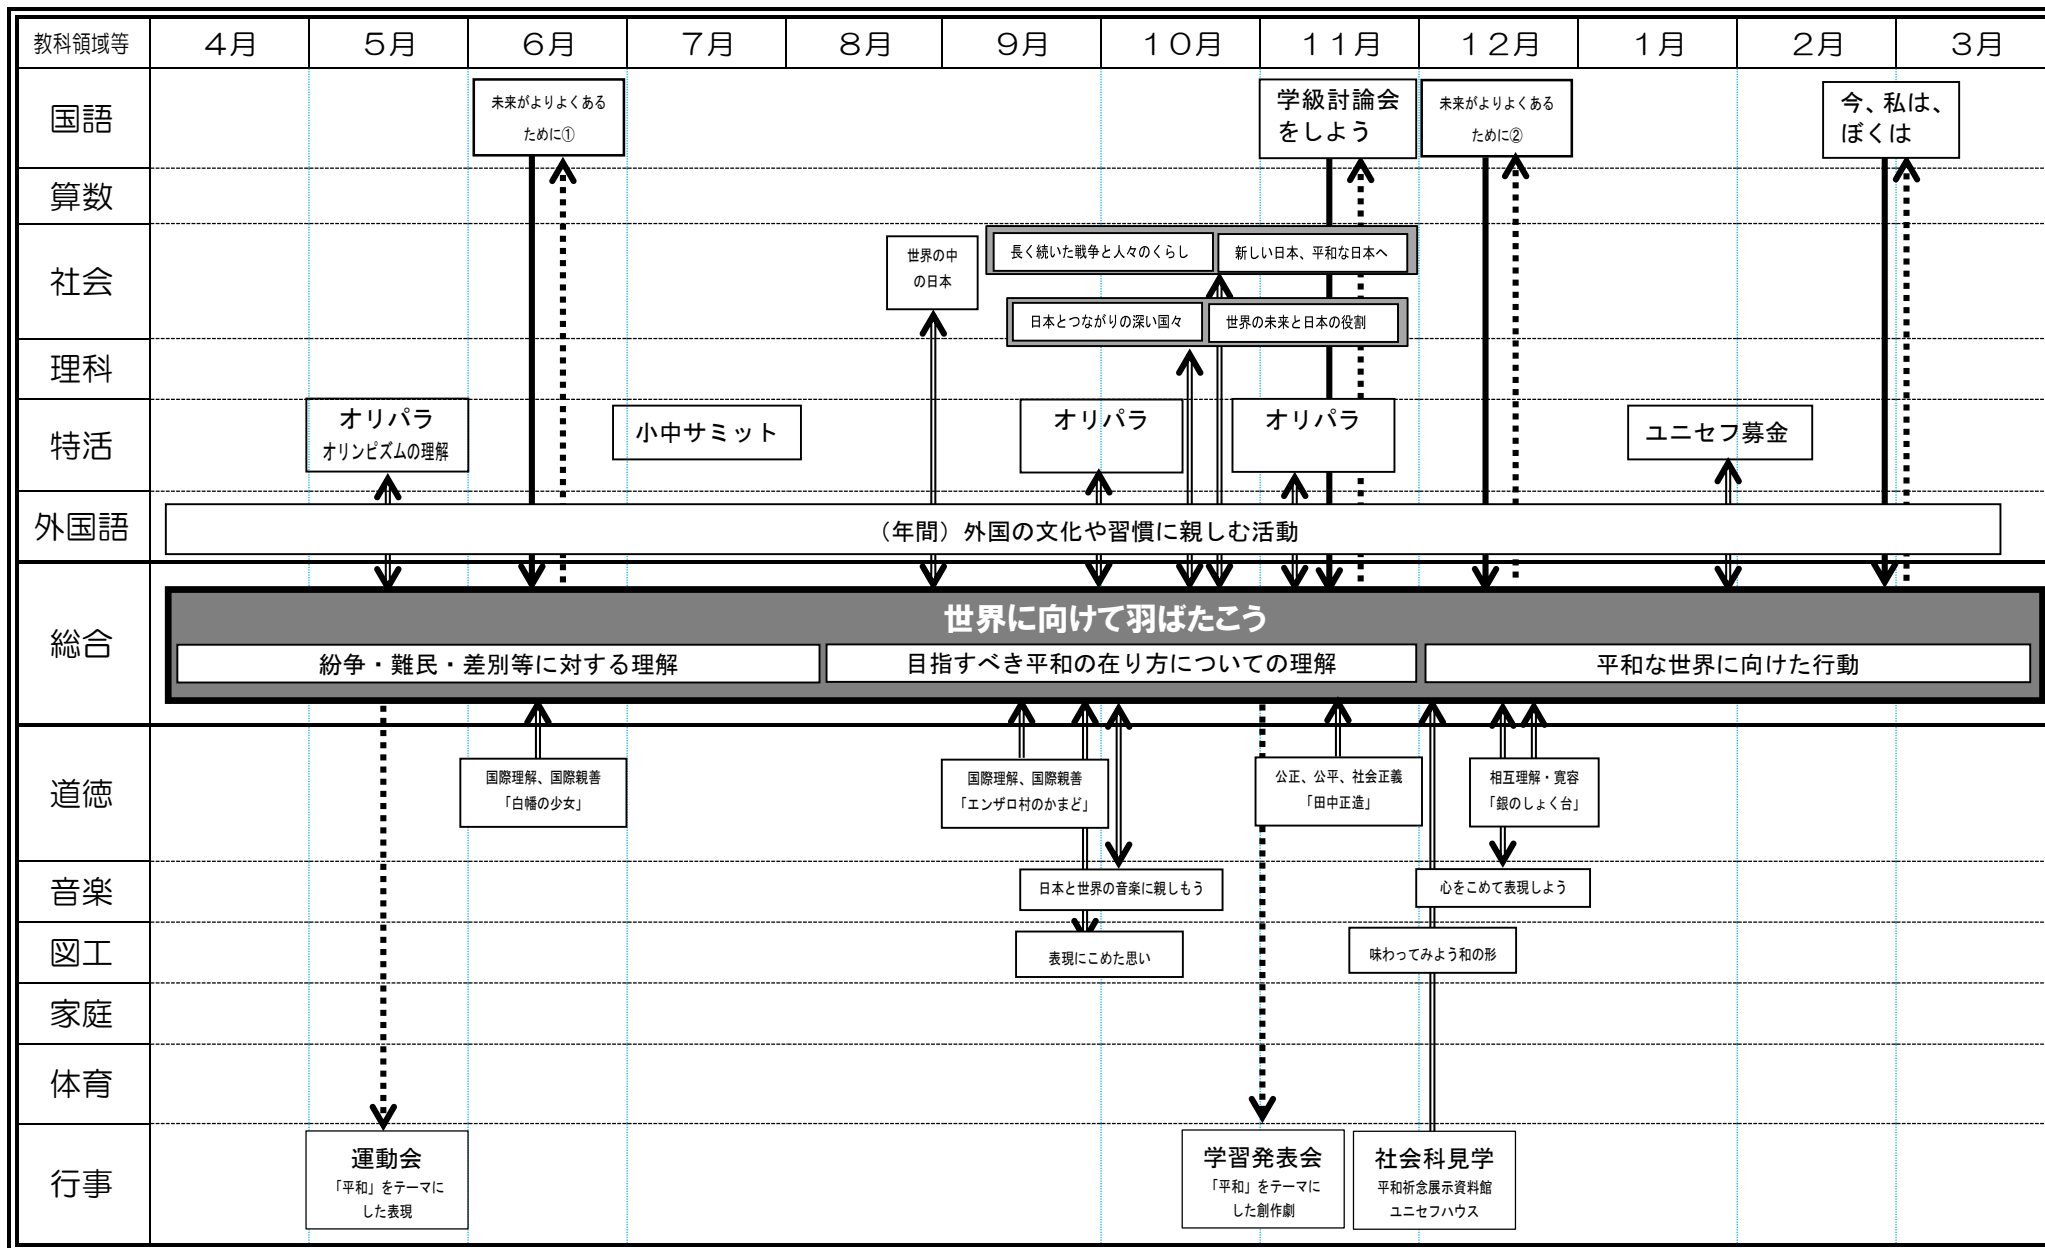 教科領域等
４月
５月
６月
７月
８月
９月
１０月
１１月
１２月
１月
２月
３月
国語
未来がよりよくある
ために①
学級討論会
をしよう
未来がよりよくある
ために②
今、私は、
ぼくは
算数
社会
世界の中
の日本
長く続いた戦争と人々のくらし
新しい日本、平和な日本へ
日本とつながりの深い国々
世界の未来と日本の役割
理科
特活
オリパラ
オリンピズムの理解
小中サミット
オリパラ
オリパラ
ユニセフ募金
外国語
（年間）外国の文化や習慣に親しむ活動
総合
世界に向けて羽ばたこう
紛争・難民・差別等に対する理解
目指すべき平和の在り方についての理解
平和な世界に向けた行動
道徳
国際理解、国際親善
「白幡の少女」
国際理解、国際親善
「エンザロ村のかまど」
公正、公平、社会正義
「田中正造」
相互理解・寛容
「銀のしょく台」
音楽
日本と世界の音楽に親しもう
心をこめて表現しよう
図工
表現にこめた思い
味わってみよう和の形
家庭
体育
行事
運動会
「平和」をテーマに
した表現
学習発表会
「平和」をテーマに
した創作劇
社会科見学
平和祈念展示資料館
ユニセフハウス